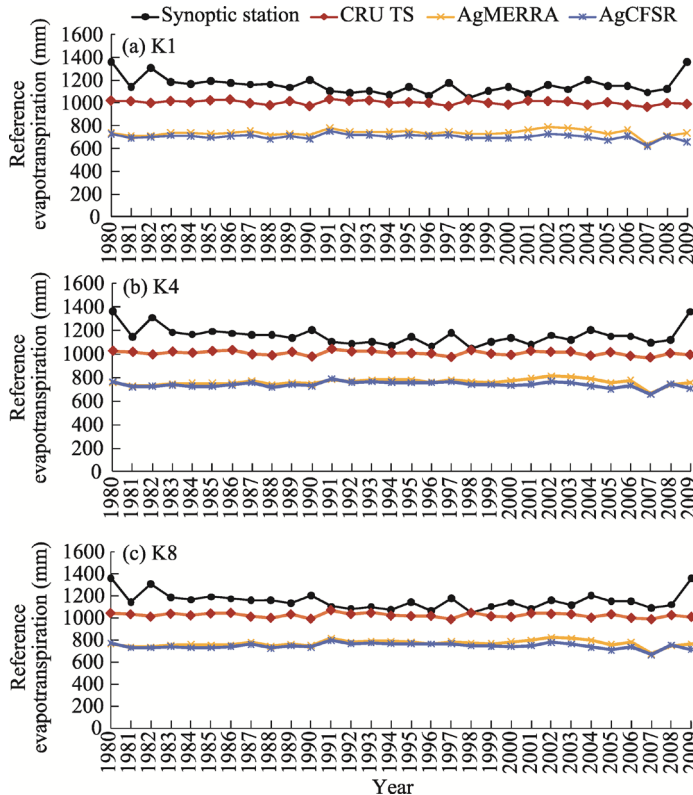 Synoptic station CRU TS AgMERRA AgCFSR
(a) K1
Reference
evapotranspiration (mm)
1600
1400
1200
1000
800
600
400
200
0
1980 1981 1982 1983 1984 1985 1986 1987 1988 1989 1990 1991 1992 1993 1994 1995 1996 1997 1998 1999 2000 2001 2002 2003 2004 2005 2006 2007 2008 2009
(b) K4
Reference
evapotranspiration (mm)
1600
1400
1200
1000
800
600
400
200
0
1980 1981 1982 1983 1984 1985 1986 1987 1988 1989 1990 1991 1992 1993 1994 1995 1996 1997 1998 1999 2000 2001 2002 2003 2004 2005 2006 2007 2008 2009
(c) K8
Reference
evapotranspiration (mm)
1600
1400
1200
1000
800
600
400
200
0
1980 1981 1982 1983 1984 1985 1986 1987 1988 1989 1990 1991 1992 1993 1994 1995 1996 1997 1998 1999 2000 2001 2002 2003 2004 2005 2006 2007 2008 2009
Year